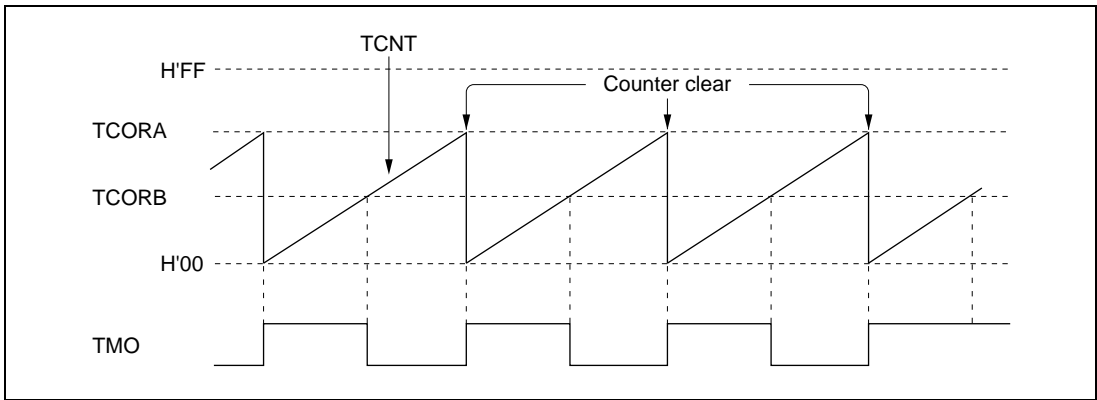 TCNT
H'FF
Counter clear
TCORA
TCORB
H'00
TMO